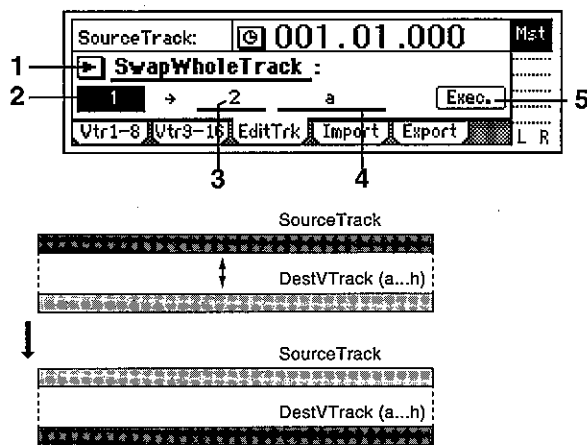 SourceTrack: 001.01.000 Mst
1 SwapWholeTrack :
2 1 → 2 a Exec. 5
Vtr1-8 Vtr9-16 EditTrk Import Export L R
3 4
SourceTrack
DestVTrack (a...h)
SourceTrack
DestVTrack (a...h)